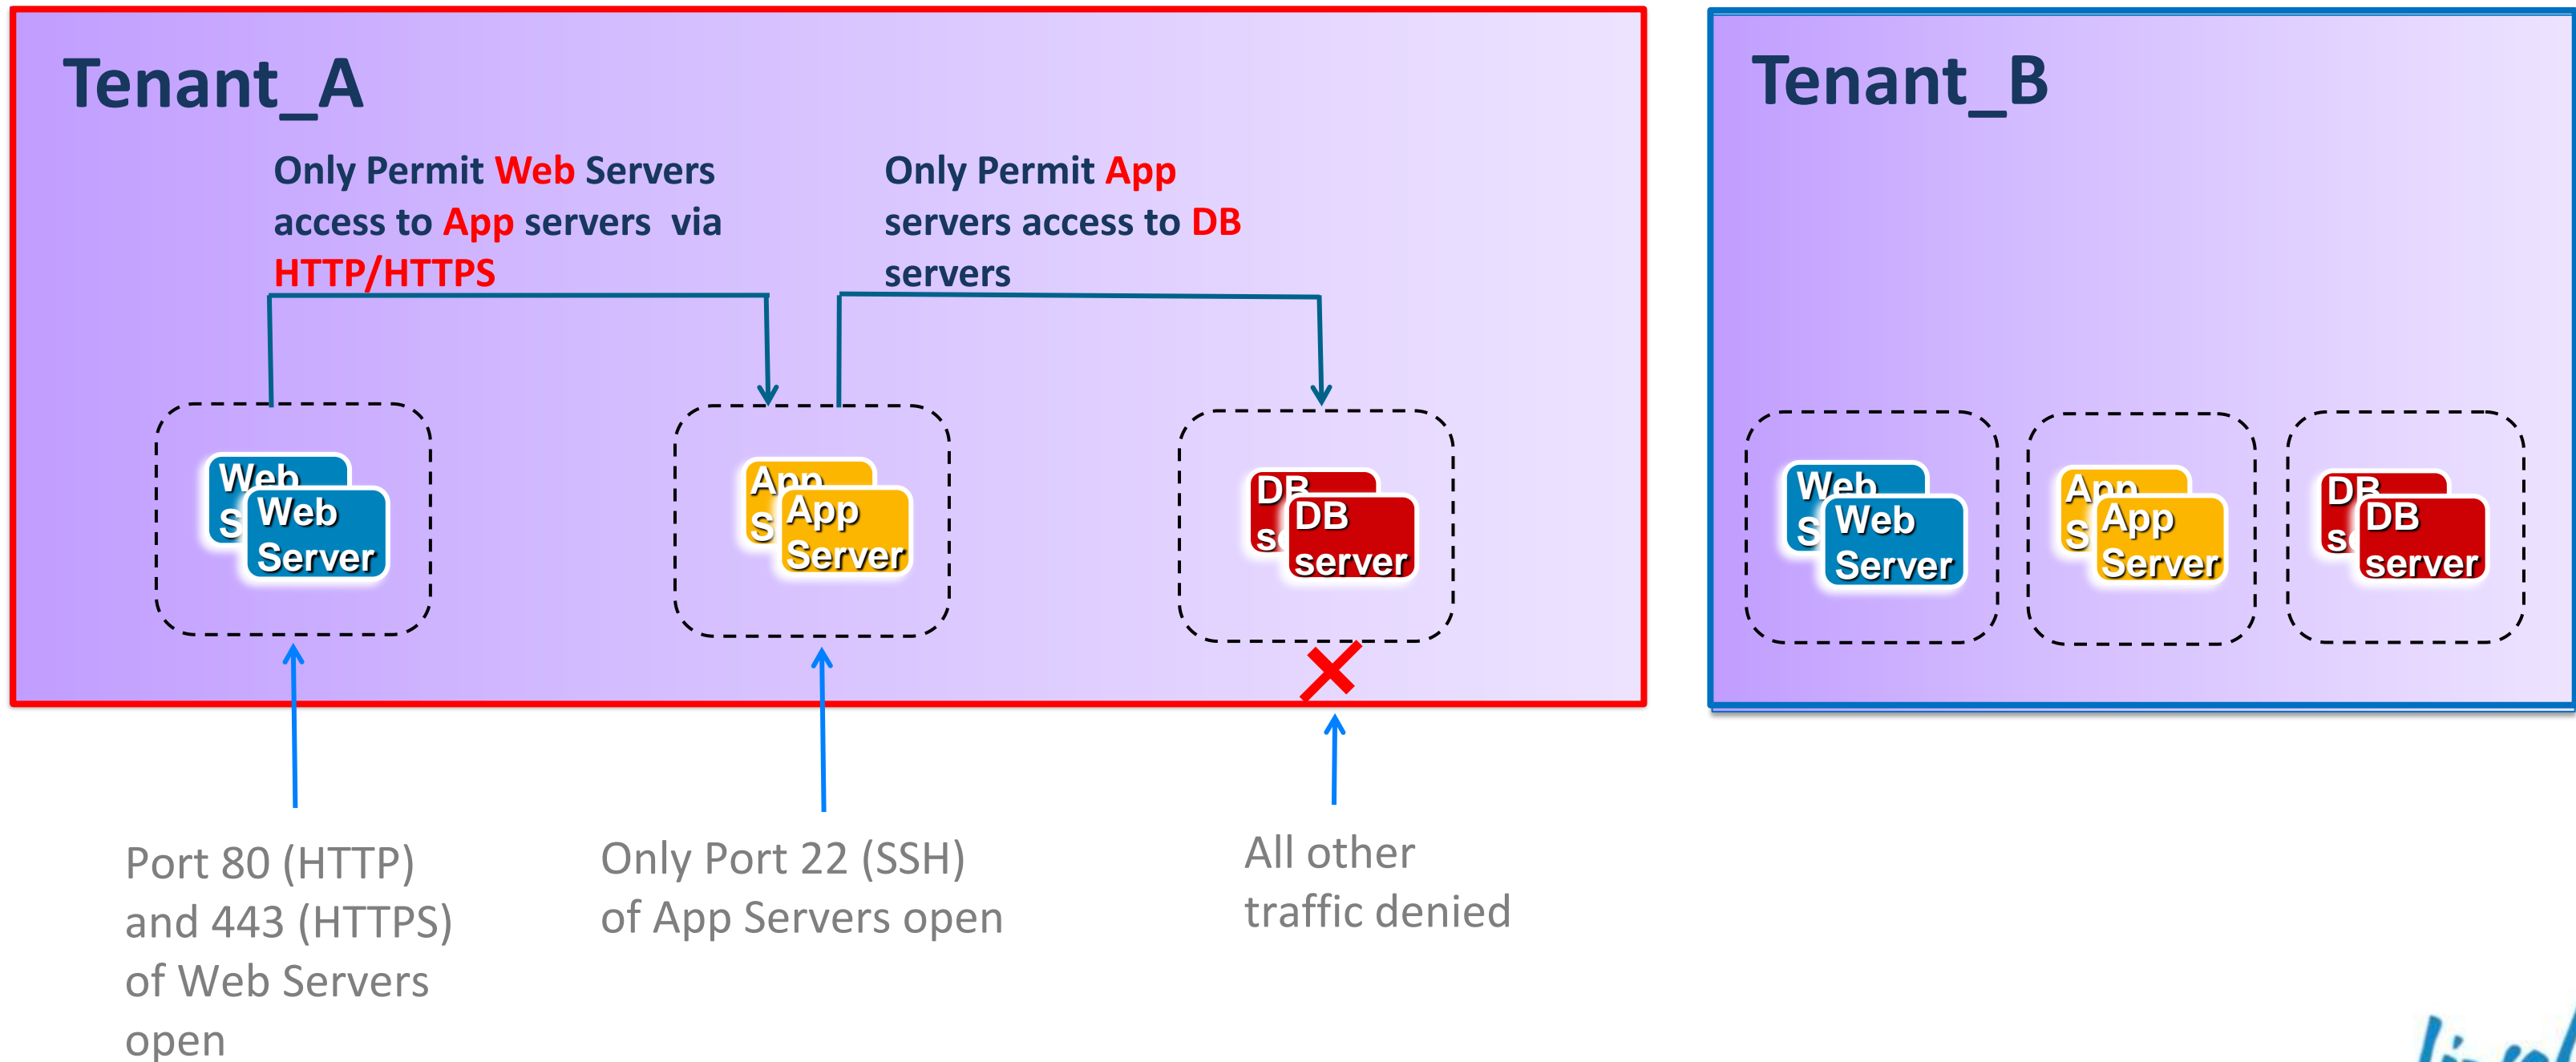 Tenant_A
Only Permit Web Servers
access to App servers via
HTTP/HTTPS
Only Permit App
servers access to DB
servers
Web
S
Web
Server
App
S
App
Server
DB
se
DB
server
Port 80 (HTTP)
and 443 (HTTPS)
of Web Servers
open
Only Port 22 (SSH)
of App Servers open
All other
traffic denied
Tenant_B
Web
S
Web
Server
App
S
App
Server
DB
s
DB
server